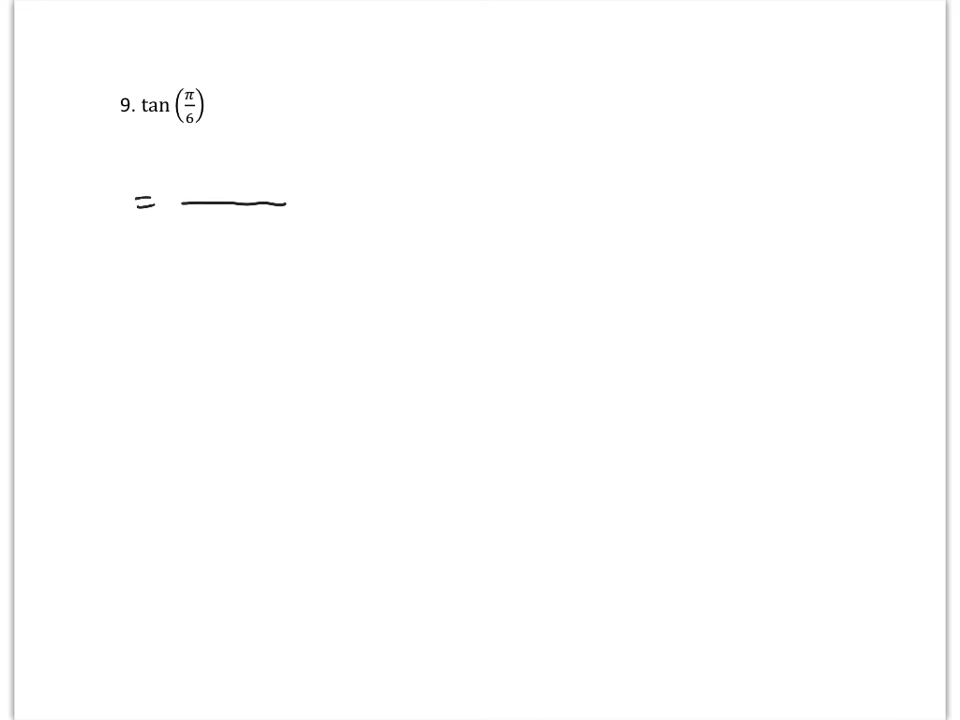 9. tan (π/6)
=